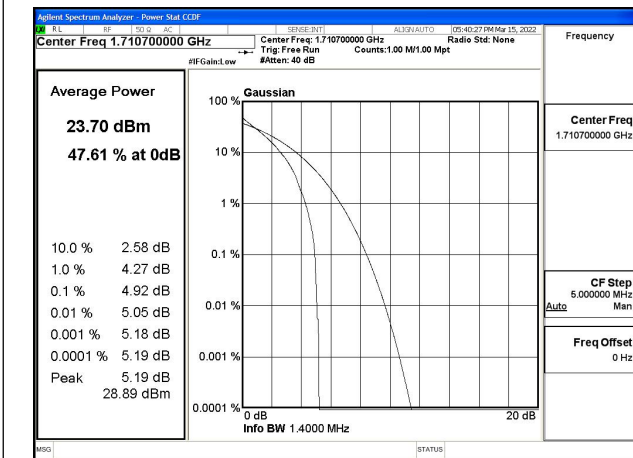 Agilent Spectrum Analyzer - Power Stat CCDF
RL RF 50 Ω AC SENSE:INT ALIGN AUTO 05:40:27 PM Mar 15, 2022
Center Freq 1.710700000 GHz
Center Freq: 1.710700000 GHz Radio Std: None
Trig: Free Run Counts:1.00 M/1.00 Mpt
#IFGain:Low #Atten: 40 dB
Frequency
Average Power
23.70 dBm
47.61 % at 0dB
10.0 % 2.58 dB
1.0 % 4.27 dB
0.1 % 4.92 dB
0.01 % 5.05 dB
0.001 % 5.18 dB
0.0001 % 5.19 dB
Peak 5.19 dB
28.89 dBm
Gaussian
100 %
10 %
1 %
0.1 %
0.01 %
0.001 %
0.0001 %
0 dB 20 dB
Info BW 1.4000 MHz
Center Freq
1.710700000 GHz
CF Step
5.000000 MHz
Auto Man
Freq Offset
0 Hz
MSG STATUS